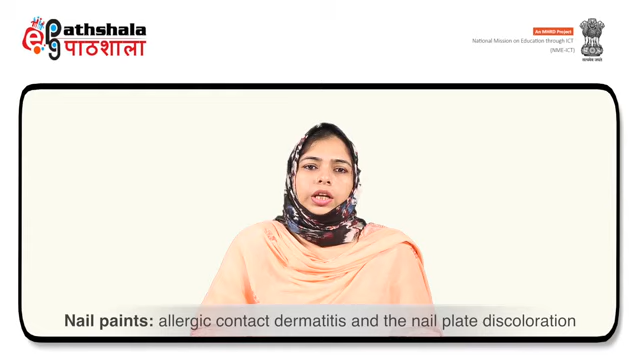 ePG Pathshala
पाठशाला
An MHRD Project
National Mission on Education through ICT
(NME-ICT)
Nail paints: allergic contact dermatitis and the nail plate discoloration